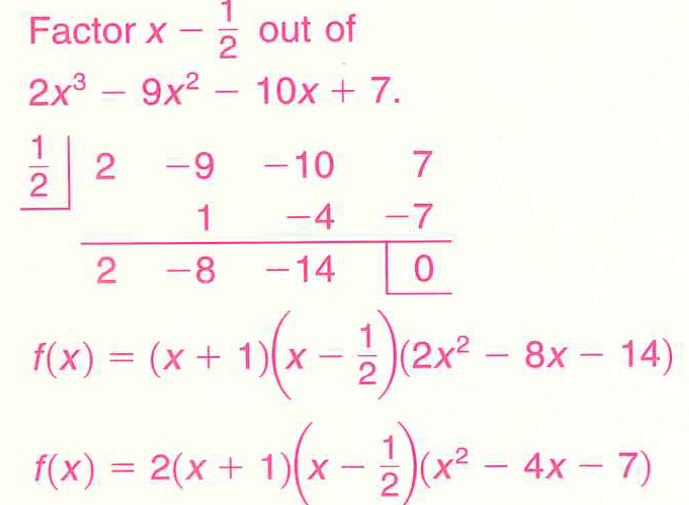 Factor x − 1/2 out of
2x³ − 9x² − 10x + 7.
1/2 2 −9 −10 7
1 −4 −7
2 −8 −14 0
f(x) = (x + 1)(x − 1/2)(2x² − 8x − 14)
f(x) = 2(x + 1)(x − 1/2)(x² − 4x − 7)